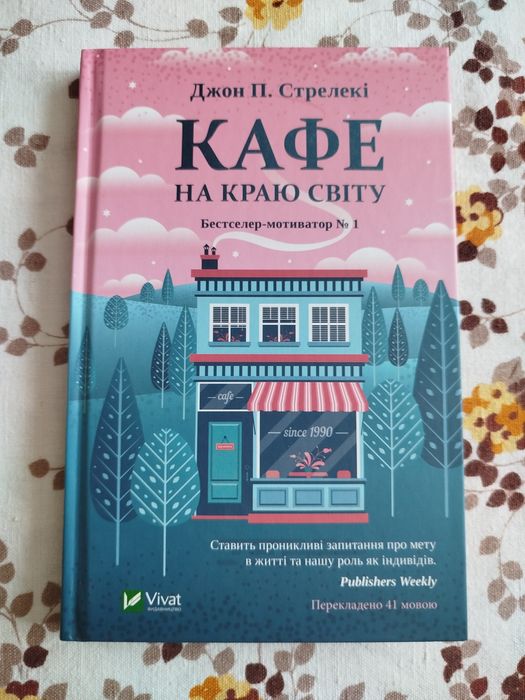 Джон П. Стрелекі
КАФЕ
НА КРАЮ СВІТУ
Бестселер-мотиватор № 1
cafe
since 1990
Ставить проникливі запитання про мету
в житті та нашу роль як індивідів.
Publishers Weekly
Vivat
ВИДАВНИЦТВО
Перекладено 41 мовою